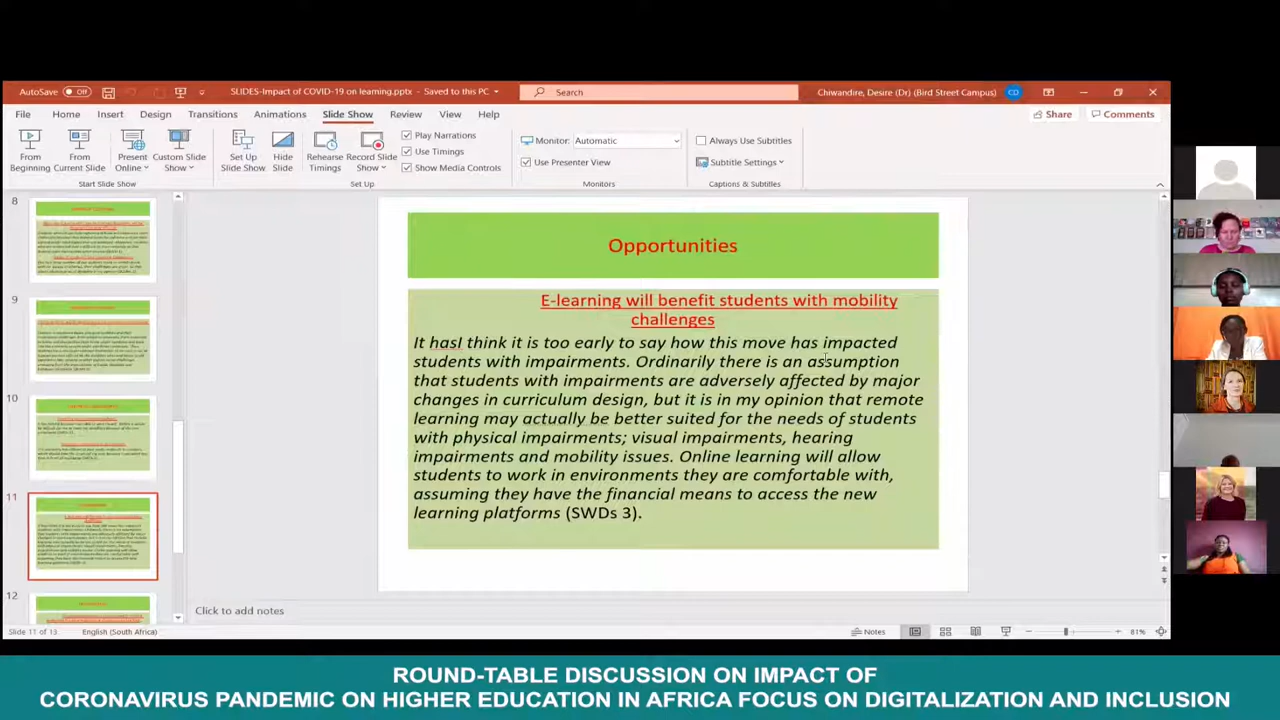 AutoSave Off SLIDES-Impact of COVID-19 on learning.pptx - Saved to this PC Search Chiwandire, Desire (Dr) (Bird Street Campus) CD
File Home Insert Design Transitions Animations Slide Show Review View Help Share Comments
From Beginning
From Current Slide
Present Online
Custom Slide Show
Start Slide Show
Set Up Slide Show
Hide Slide
Rehearse Timings
Record Slide Show
Play Narrations
Use Timings
Show Media Controls
Set Up
Monitor: Automatic
Use Presenter View
Monitors
Always Use Subtitles
Subtitle Settings
Captions & Subtitles
8
9
10
11
12
Opportunities
E-learning will benefit students with mobility
challenges
It hasI think it is too early to say how this move has impacted
students with impairments. Ordinarily there is an assumption
that students with impairments are adversely affected by major
changes in curriculum design, but it is in my opinion that remote
learning may actually be better suited for the needs of students
with physical impairments; visual impairments, hearing
impairments and mobility issues. Online learning will allow
students to work in environments they are comfortable with,
assuming they have the financial means to access the new
learning platforms (SWDs 3).
Click to add notes
Slide 11 of 13 English (South Africa) Notes 81%
ROUND-TABLE DISCUSSION ON IMPACT OF
CORONAVIRUS PANDEMIC ON HIGHER EDUCATION IN AFRICA FOCUS ON DIGITALIZATION AND INCLUSION